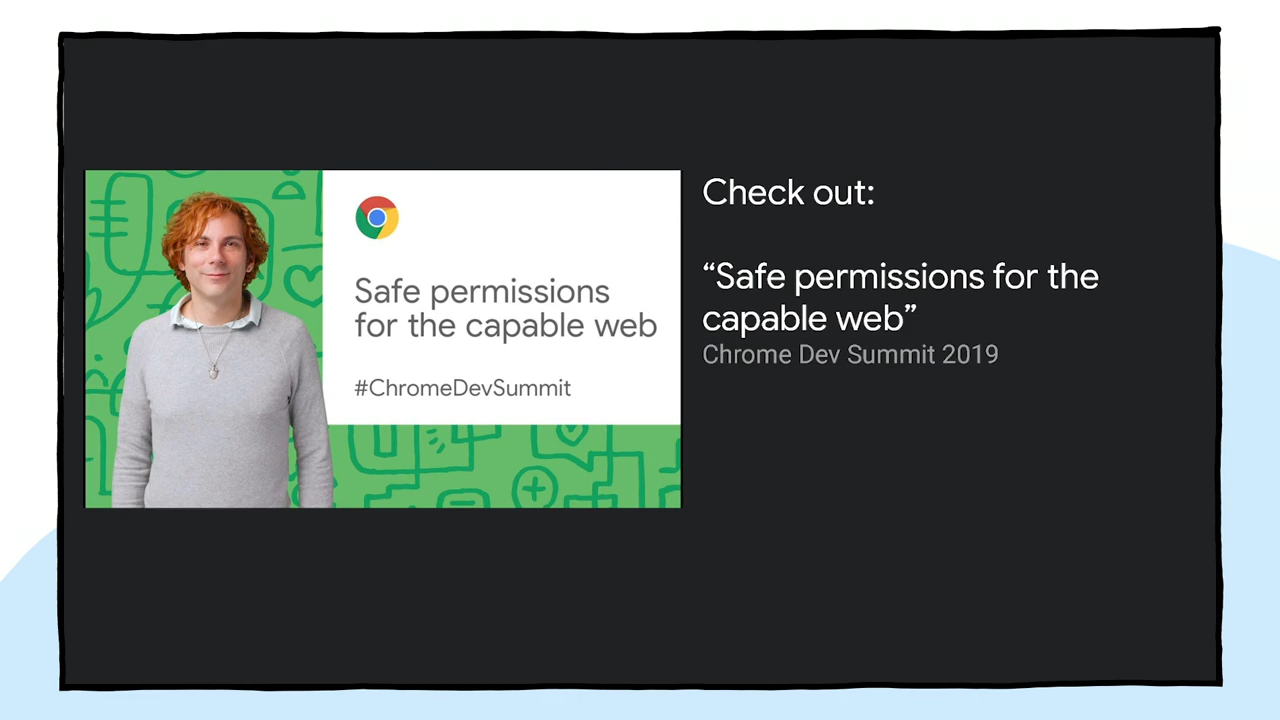 Safe permissions
for the capable web
#ChromeDevSummit
Check out:
“Safe permissions for the
capable web”
Chrome Dev Summit 2019